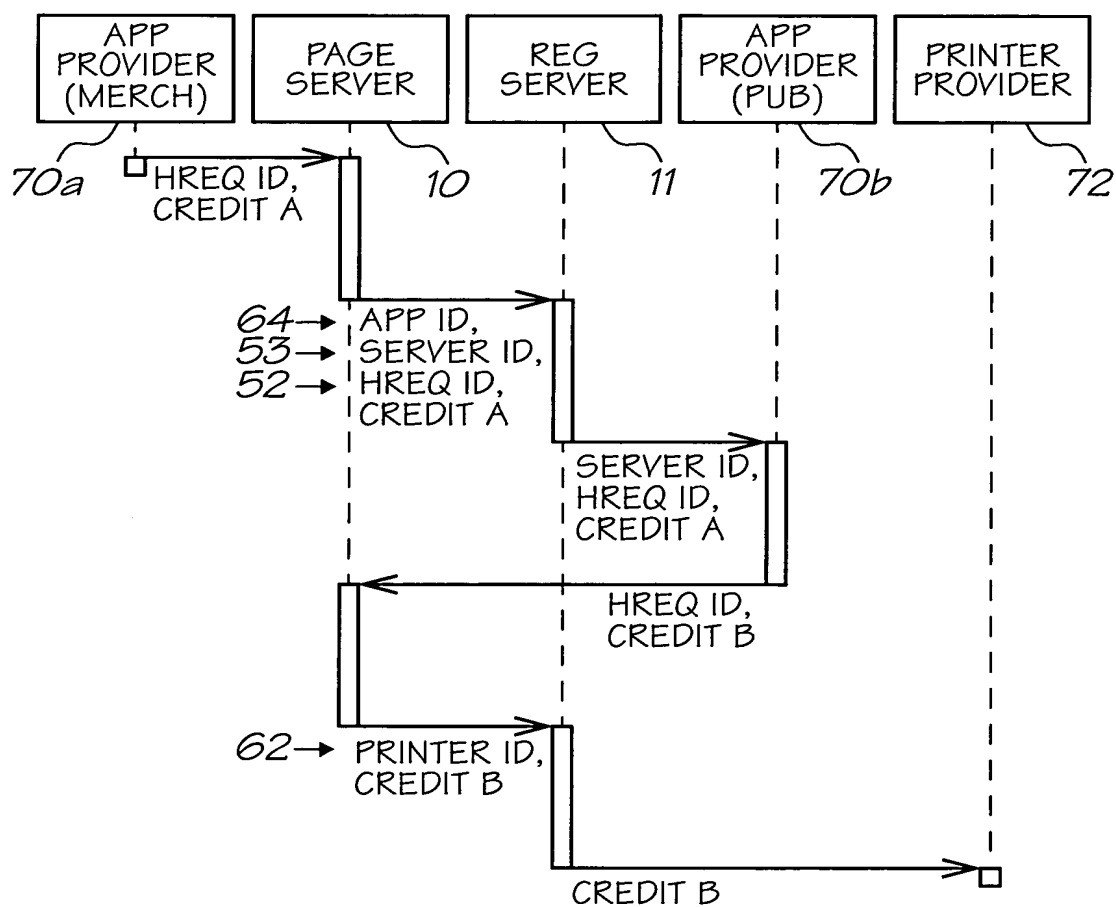 APP
PROVIDER
(MERCH)
PAGE
SERVER
REG
SERVER
APP
PROVIDER
(PUB)
PRINTER
PROVIDER
70a
10
11
70b
72
HREQ ID,
CREDIT A
64
APP ID,
53
SERVER ID,
52
HREQ ID,
CREDIT A
SERVER ID,
HREQ ID,
CREDIT A
HREQ ID,
CREDIT B
62
PRINTER ID,
CREDIT B
CREDIT B